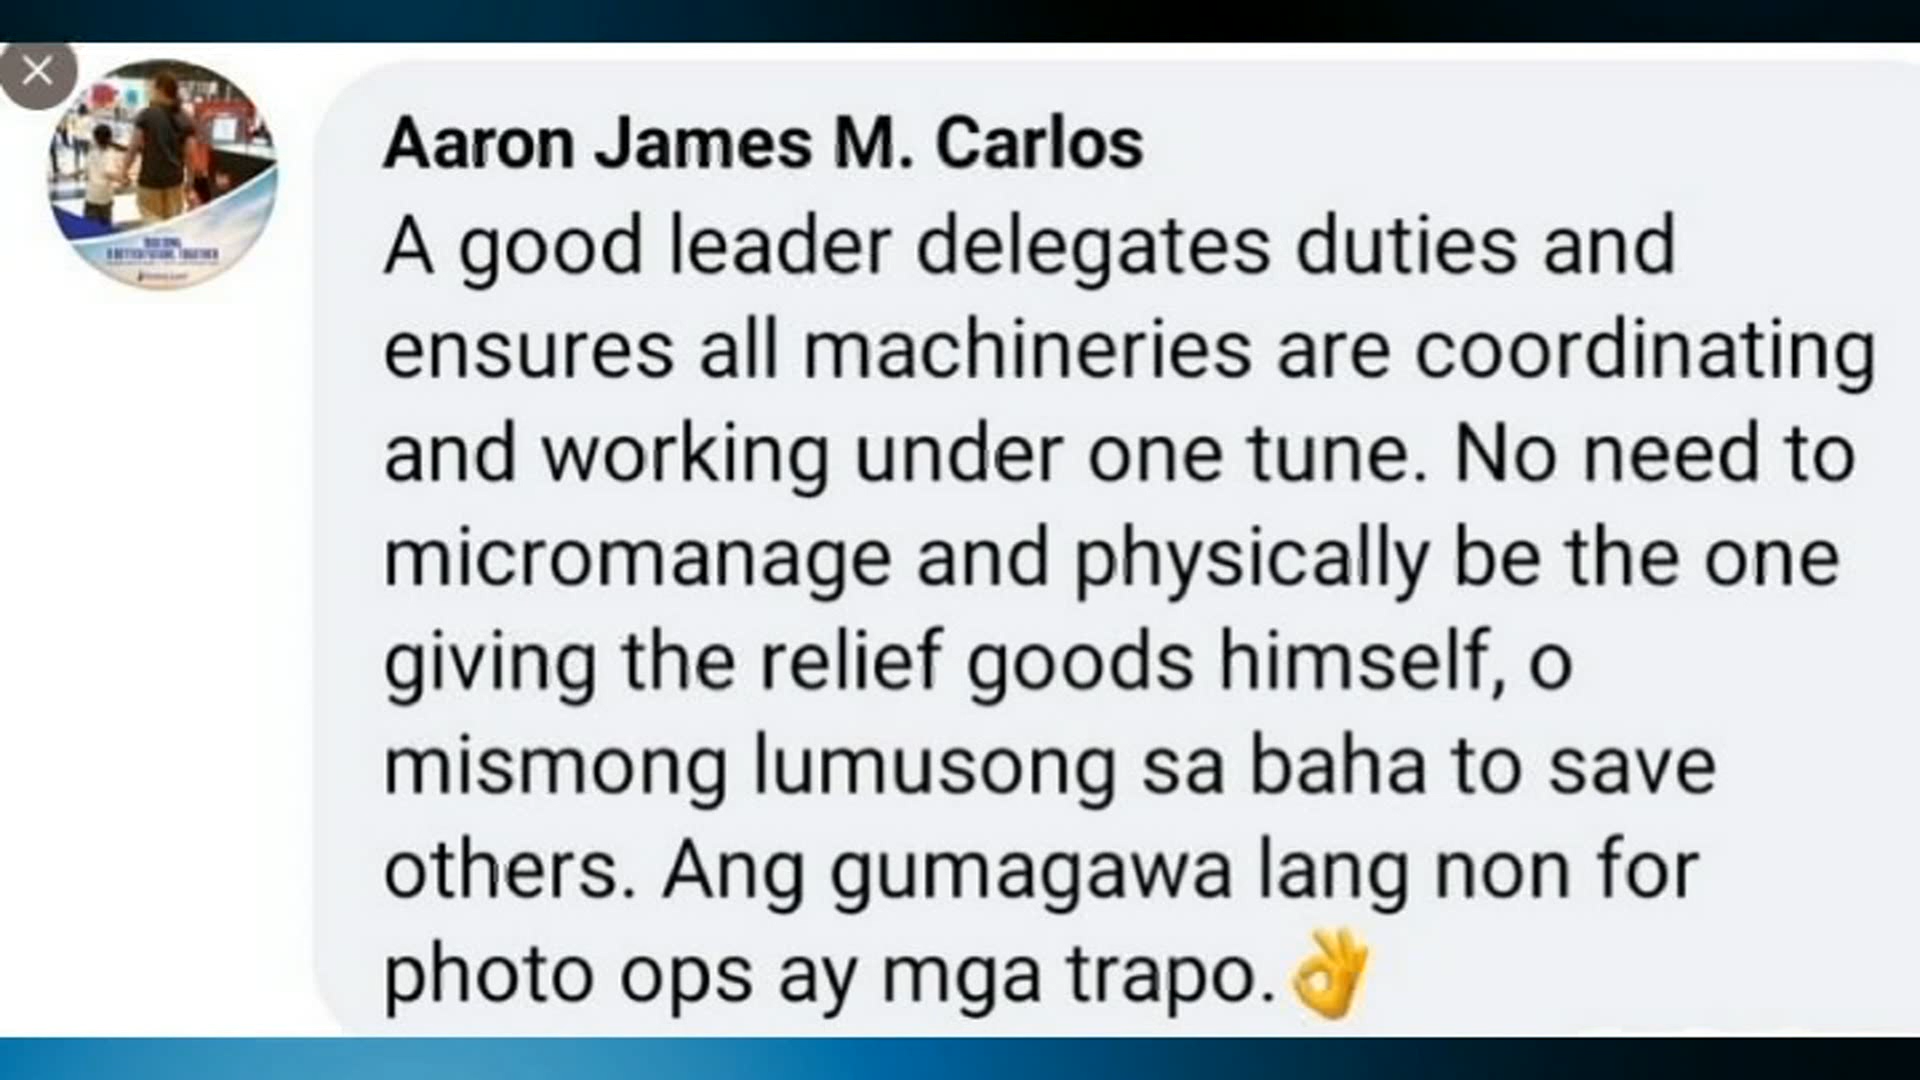 Aaron James M. Carlos
A good leader delegates duties and
ensures all machineries are coordinating
and working under one tune. No need to
micromanage and physically be the one
giving the relief goods himself, o
mismong lumusong sa baha to save
others. Ang gumagawa lang non for
photo ops ay mga trapo.👌